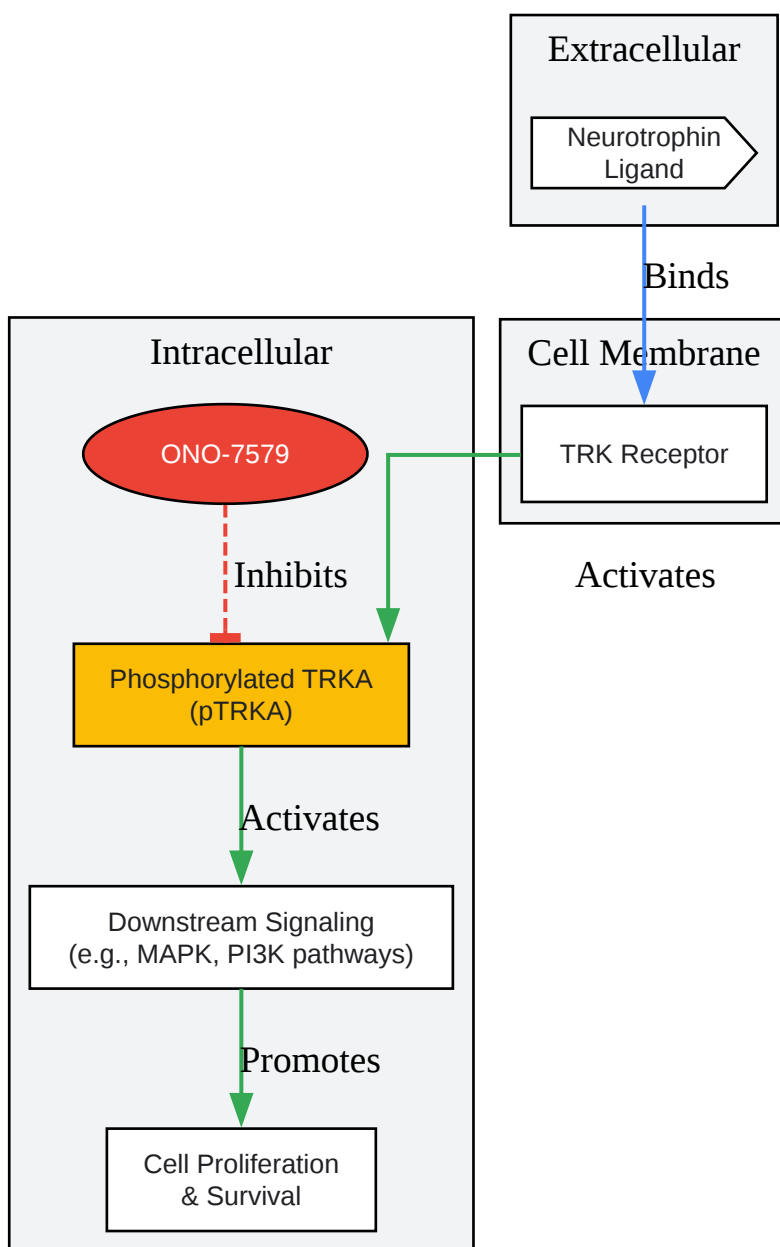 Extracellular
Neurotrophin
Ligand
Binds
Cell Membrane
TRK Receptor
Activates
Intracellular
ONO-7579
Inhibits
Phosphorylated TRKA
(pTRKA)
Activates
Downstream Signaling
(e.g., MAPK, PI3K pathways)
Promotes
Cell Proliferation
& Survival